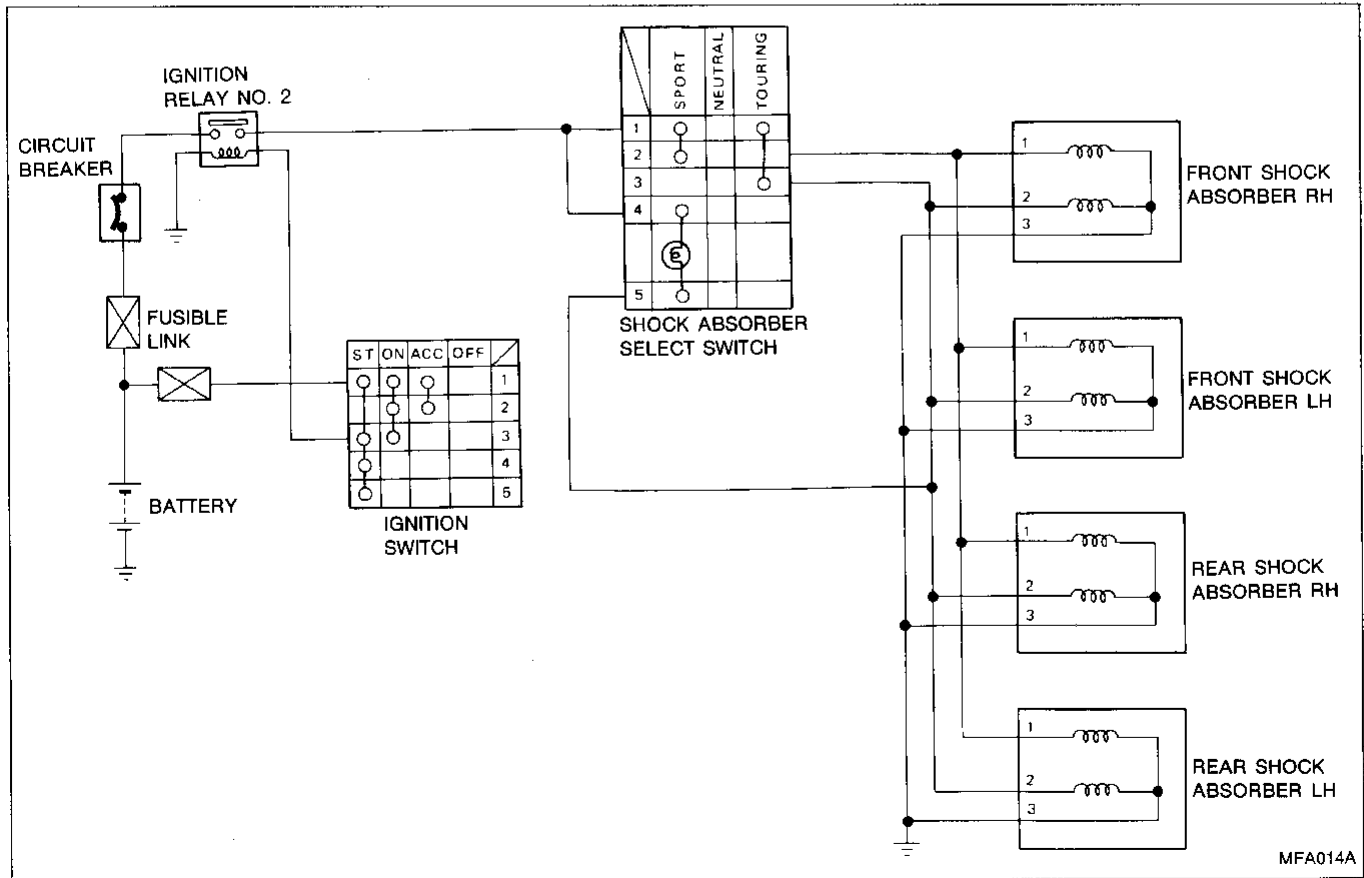 IGNITION
RELAY NO. 2
CIRCUIT
BREAKER
FUSIBLE
LINK
BATTERY
ST ON ACC OFF
1
2
3
4
5
IGNITION
SWITCH
SPORT
NEUTRAL
TOURING
1
2
3
4
5
SHOCK ABSORBER
SELECT SWITCH
1
2
3
FRONT SHOCK
ABSORBER RH
1
2
3
FRONT SHOCK
ABSORBER LH
1
2
3
REAR SHOCK
ABSORBER RH
1
2
3
REAR SHOCK
ABSORBER LH
MFA014A